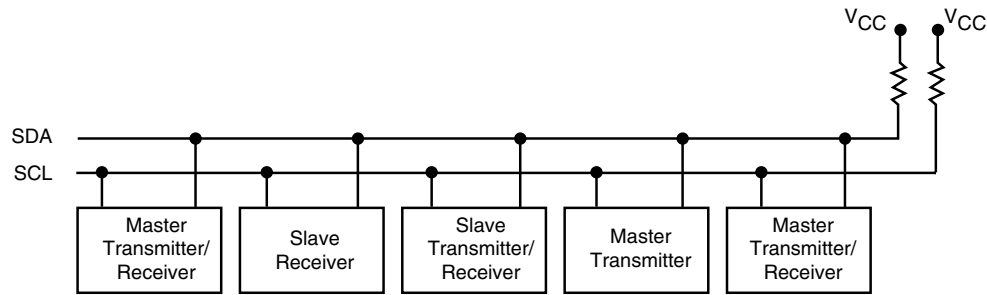 VCC VCC
SDA
SCL
Master
Transmitter/
Receiver
Slave
Receiver
Slave
Transmitter/
Receiver
Master
Transmitter
Master
Transmitter/
Receiver